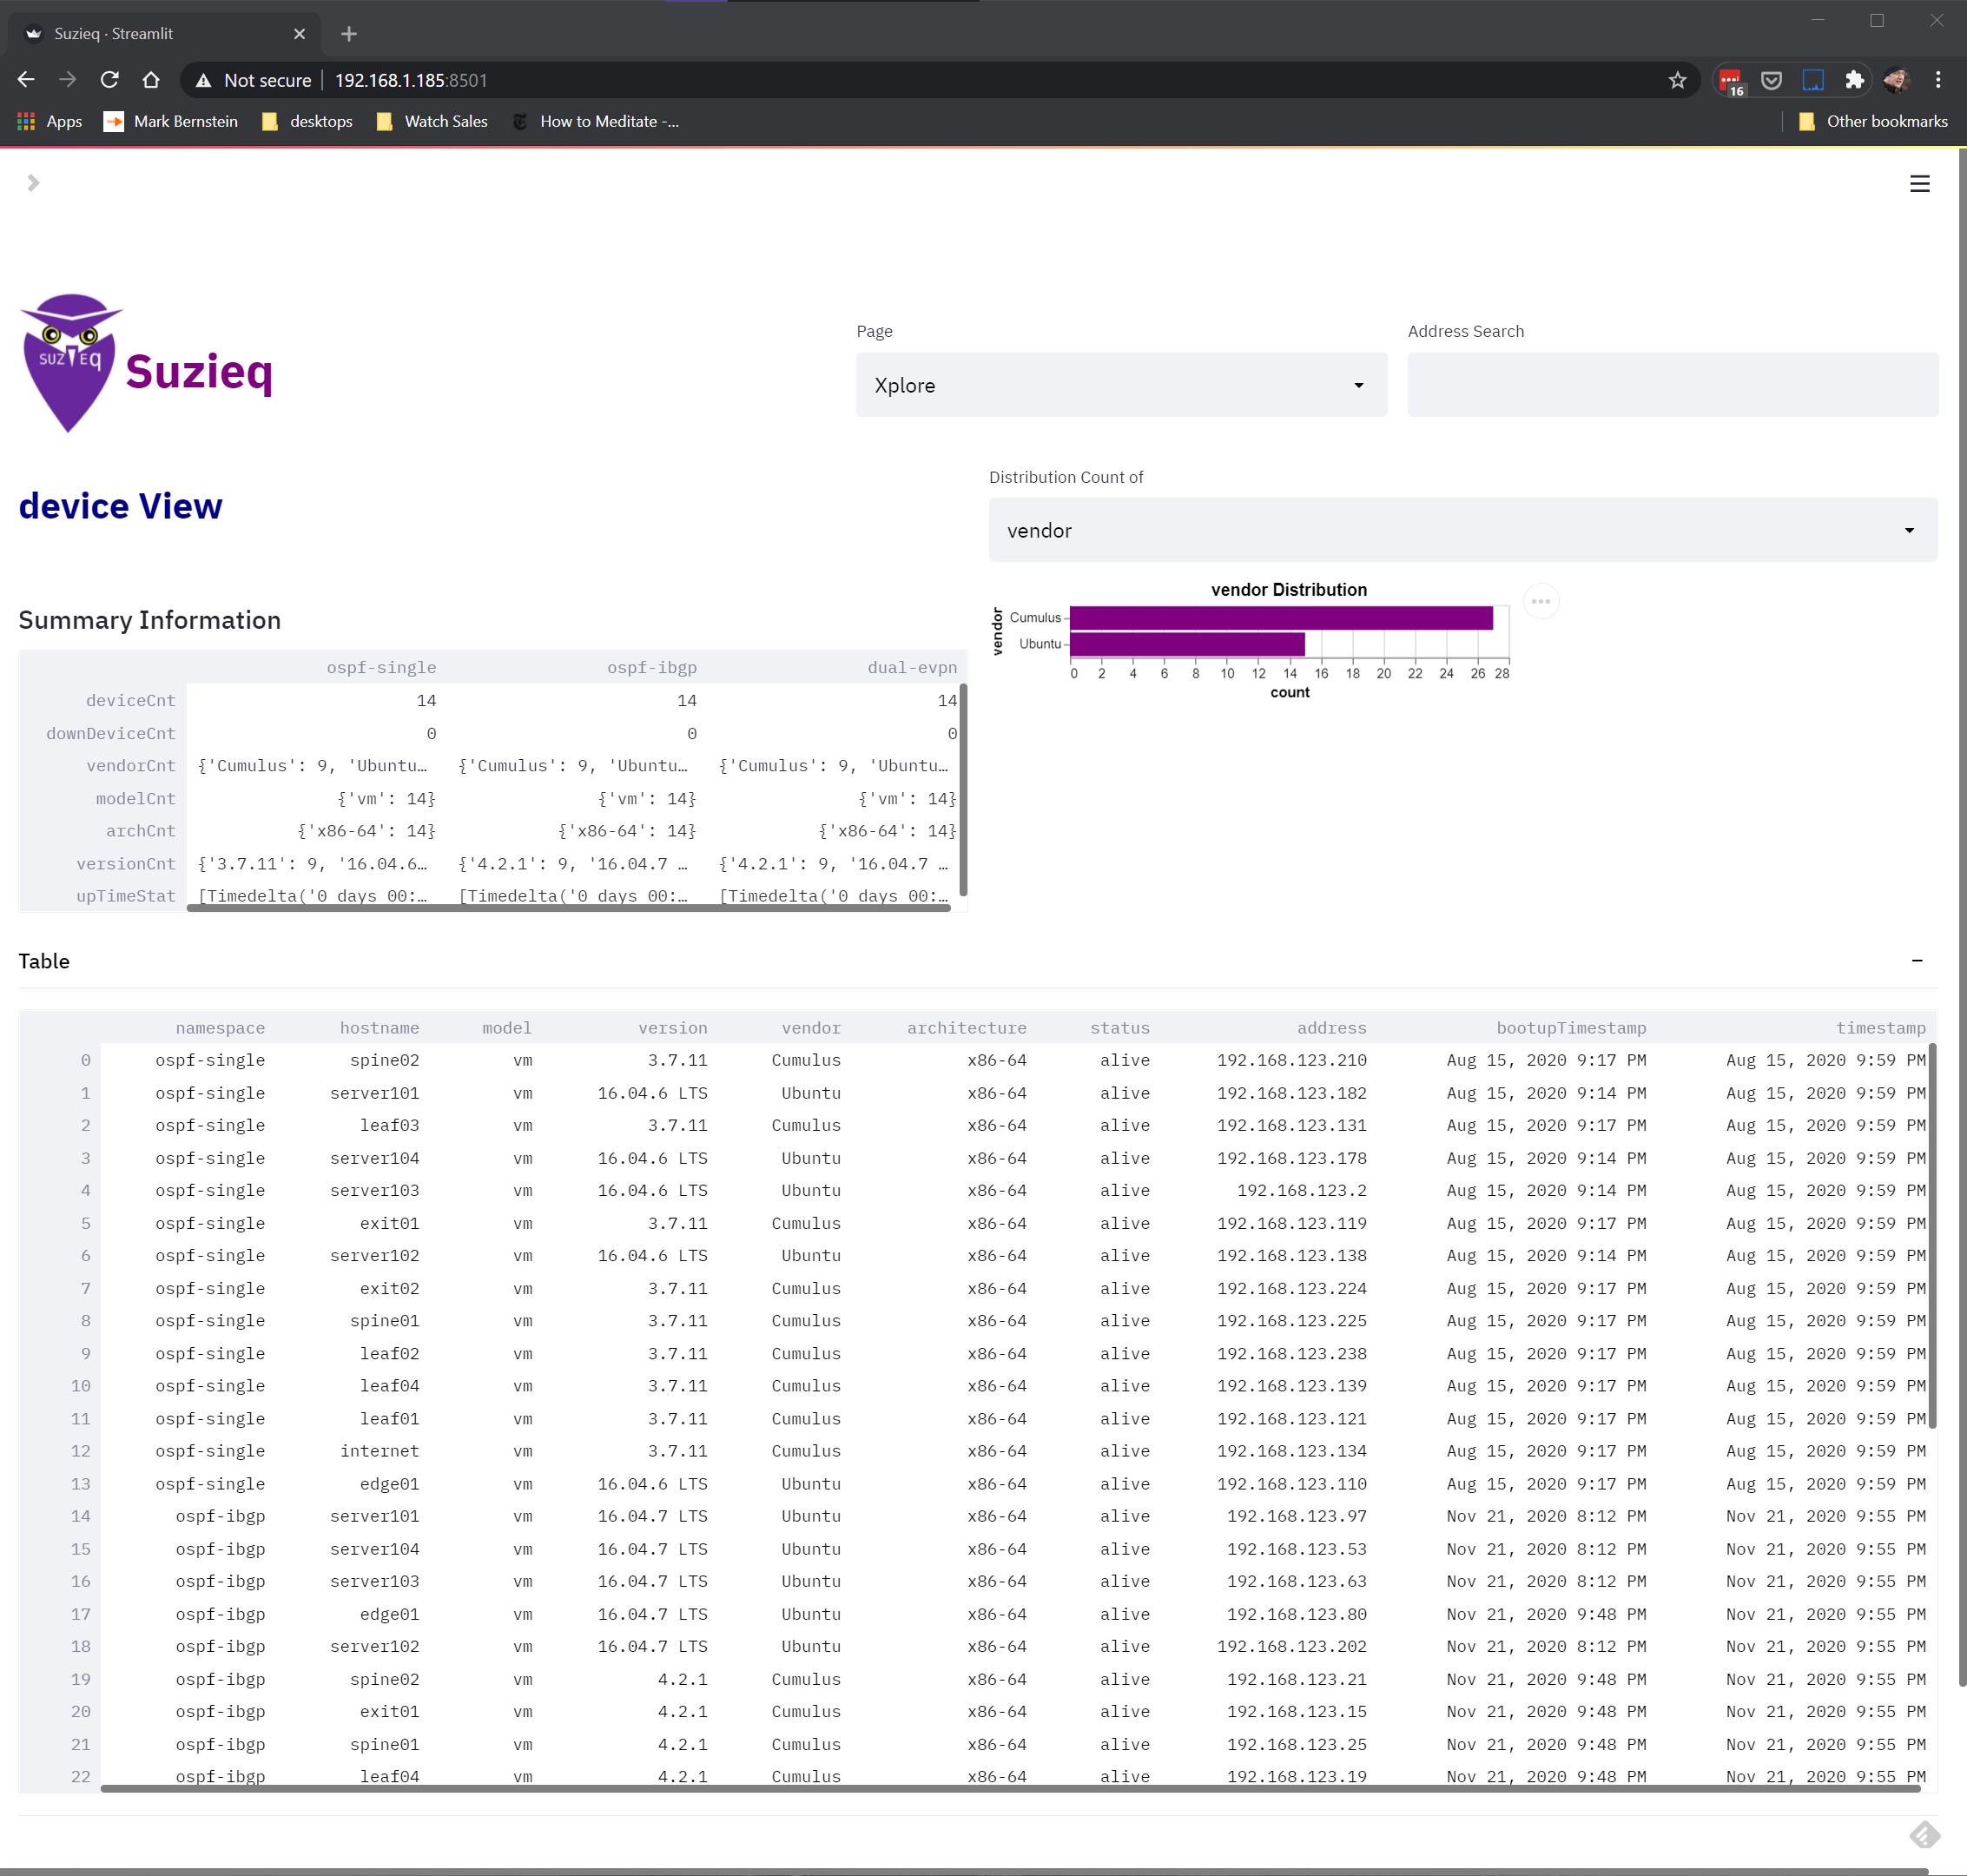 Suzieq · Streamlit
Not secure 192.168.1.185:8501
16
Apps Mark Bernstein desktops Watch Sales How to Meditate -... Other bookmarks
SUZIEQ
Suzieq
Page
Xplore
Address Search
device View
Distribution Count of
vendor
Summary Information
ospf-single ospf-ibgp dual-evpn
deviceCnt 14 14 14
downDeviceCnt 0 0 0
vendorCnt {'Cumulus': 9, 'Ubuntu… {'Cumulus': 9, 'Ubuntu… {'Cumulus': 9, 'Ubuntu…
modelCnt {'vm': 14} {'vm': 14} {'vm': 14}
archCnt {'x86-64': 14} {'x86-64': 14} {'x86-64': 14}
versionCnt {'3.7.11': 9, '16.04.6… {'4.2.1': 9, '16.04.7 … {'4.2.1': 9, '16.04.7 …
upTimeStat [Timedelta('0 days 00:… [Timedelta('0 days 00:… [Timedelta('0 days 00:…
vendor Distribution
vendor
Cumulus
Ubuntu
0 2 4 6 8 10 12 14 16 18 20 22 24 26 28
count
Table
namespace hostname model version vendor architecture status address bootupTimestamp timestamp
0 ospf-single spine02 vm 3.7.11 Cumulus x86-64 alive 192.168.123.210 Aug 15, 2020 9:17 PM Aug 15, 2020 9:59 PM
1 ospf-single server101 vm 16.04.6 LTS Ubuntu x86-64 alive 192.168.123.182 Aug 15, 2020 9:14 PM Aug 15, 2020 9:59 PM
2 ospf-single leaf03 vm 3.7.11 Cumulus x86-64 alive 192.168.123.131 Aug 15, 2020 9:17 PM Aug 15, 2020 9:59 PM
3 ospf-single server104 vm 16.04.6 LTS Ubuntu x86-64 alive 192.168.123.178 Aug 15, 2020 9:14 PM Aug 15, 2020 9:59 PM
4 ospf-single server103 vm 16.04.6 LTS Ubuntu x86-64 alive 192.168.123.2 Aug 15, 2020 9:14 PM Aug 15, 2020 9:59 PM
5 ospf-single exit01 vm 3.7.11 Cumulus x86-64 alive 192.168.123.119 Aug 15, 2020 9:17 PM Aug 15, 2020 9:59 PM
6 ospf-single server102 vm 16.04.6 LTS Ubuntu x86-64 alive 192.168.123.138 Aug 15, 2020 9:14 PM Aug 15, 2020 9:59 PM
7 ospf-single exit02 vm 3.7.11 Cumulus x86-64 alive 192.168.123.224 Aug 15, 2020 9:17 PM Aug 15, 2020 9:59 PM
8 ospf-single spine01 vm 3.7.11 Cumulus x86-64 alive 192.168.123.225 Aug 15, 2020 9:17 PM Aug 15, 2020 9:59 PM
9 ospf-single leaf02 vm 3.7.11 Cumulus x86-64 alive 192.168.123.238 Aug 15, 2020 9:17 PM Aug 15, 2020 9:59 PM
10 ospf-single leaf04 vm 3.7.11 Cumulus x86-64 alive 192.168.123.139 Aug 15, 2020 9:17 PM Aug 15, 2020 9:59 PM
11 ospf-single leaf01 vm 3.7.11 Cumulus x86-64 alive 192.168.123.121 Aug 15, 2020 9:17 PM Aug 15, 2020 9:59 PM
12 ospf-single internet vm 3.7.11 Cumulus x86-64 alive 192.168.123.134 Aug 15, 2020 9:17 PM Aug 15, 2020 9:59 PM
13 ospf-single edge01 vm 16.04.6 LTS Ubuntu x86-64 alive 192.168.123.110 Aug 15, 2020 9:17 PM Aug 15, 2020 9:59 PM
14 ospf-ibgp server101 vm 16.04.7 LTS Ubuntu x86-64 alive 192.168.123.97 Nov 21, 2020 8:12 PM Nov 21, 2020 9:55 PM
15 ospf-ibgp server104 vm 16.04.7 LTS Ubuntu x86-64 alive 192.168.123.53 Nov 21, 2020 8:12 PM Nov 21, 2020 9:55 PM
16 ospf-ibgp server103 vm 16.04.7 LTS Ubuntu x86-64 alive 192.168.123.63 Nov 21, 2020 8:12 PM Nov 21, 2020 9:55 PM
17 ospf-ibgp edge01 vm 16.04.7 LTS Ubuntu x86-64 alive 192.168.123.80 Nov 21, 2020 9:48 PM Nov 21, 2020 9:55 PM
18 ospf-ibgp server102 vm 16.04.7 LTS Ubuntu x86-64 alive 192.168.123.202 Nov 21, 2020 8:12 PM Nov 21, 2020 9:55 PM
19 ospf-ibgp spine02 vm 4.2.1 Cumulus x86-64 alive 192.168.123.21 Nov 21, 2020 9:48 PM Nov 21, 2020 9:55 PM
20 ospf-ibgp exit01 vm 4.2.1 Cumulus x86-64 alive 192.168.123.15 Nov 21, 2020 9:48 PM Nov 21, 2020 9:55 PM
21 ospf-ibgp spine01 vm 4.2.1 Cumulus x86-64 alive 192.168.123.25 Nov 21, 2020 9:48 PM Nov 21, 2020 9:55 PM
22 ospf-ibgp leaf04 vm 4.2.1 Cumulus x86-64 alive 192.168.123.19 Nov 21, 2020 9:48 PM Nov 21, 2020 9:55 PM